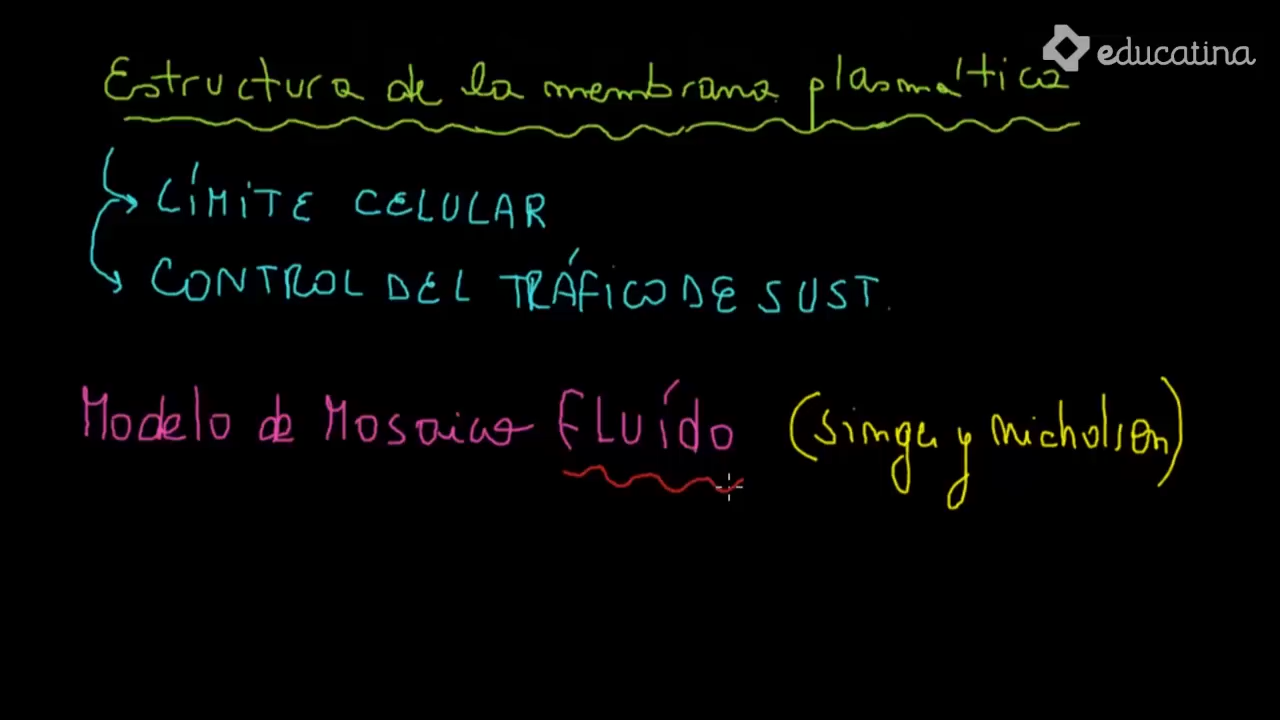 educatina
Estructura de la membrana plasmática
LÍMITE CELULAR
CONTROL DEL TRÁFICO DE SUST.
Modelo de Mosaico FLUÍDO (Singer y Nicholson)